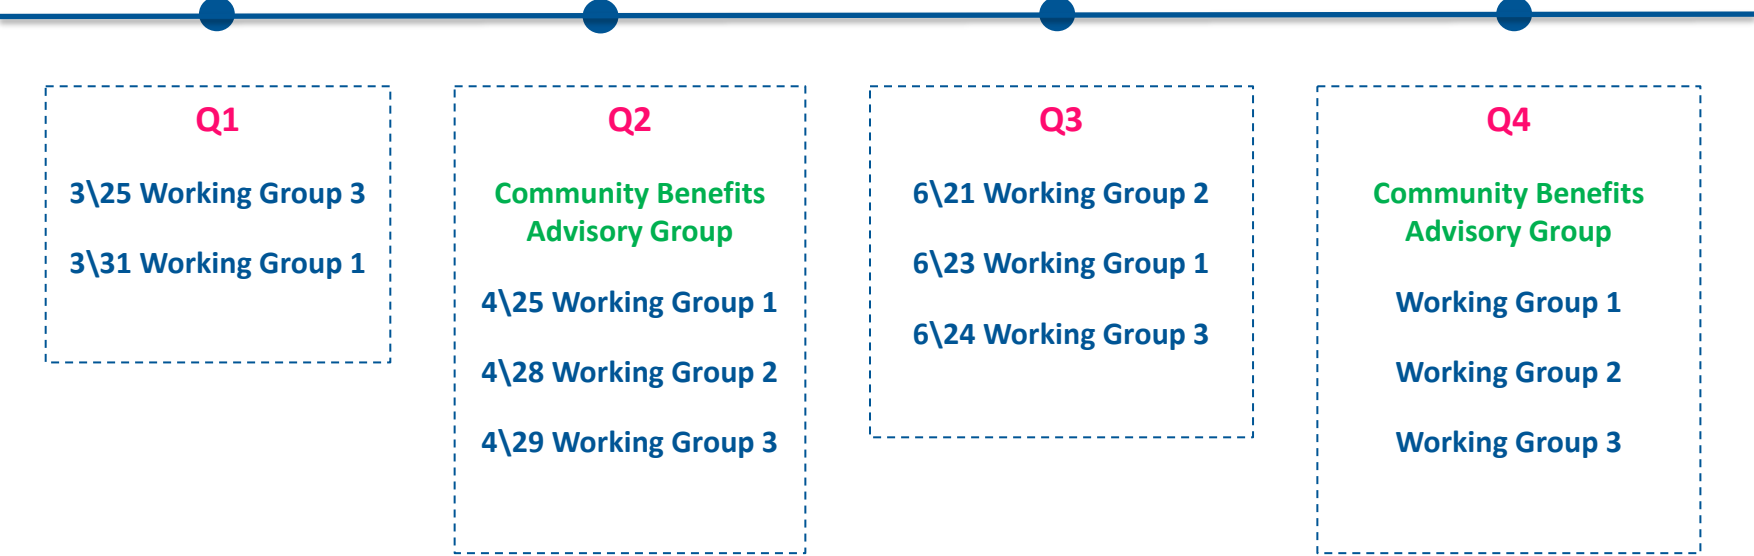 Q1
3\25 Working Group 3
3\31 Working Group 1
Q2
Community Benefits
Advisory Group
4\25 Working Group 1
4\28 Working Group 2
4\29 Working Group 3
Q3
6\21 Working Group 2
6\23 Working Group 1
6\24 Working Group 3
Q4
Community Benefits
Advisory Group
Working Group 1
Working Group 2
Working Group 3